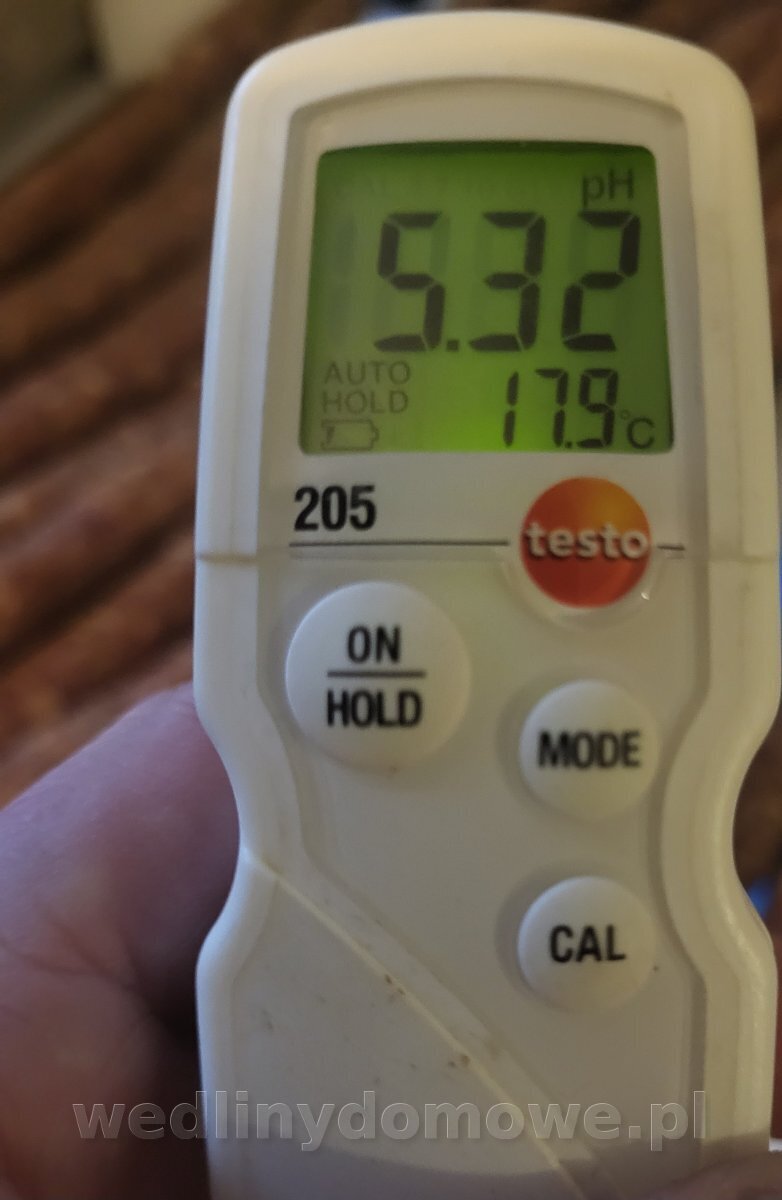 pH
5.32
AUTO
HOLD
17.9 °C
205
testo
ON
HOLD
MODE
CAL
wedlinydomowe.pl